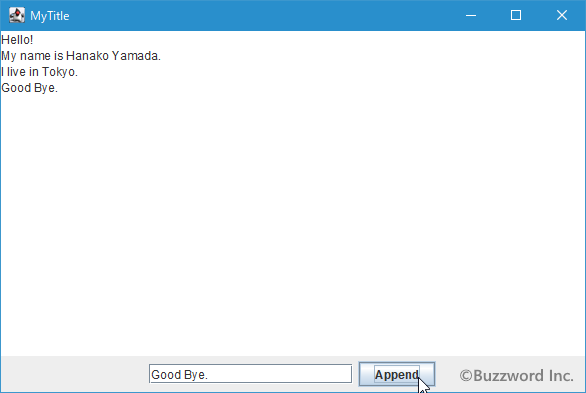 MyTitle
Hello!
My name is Hanako Yamada.
I live in Tokyo.
Good Bye.
Good Bye.
Append
©Buzzword Inc.